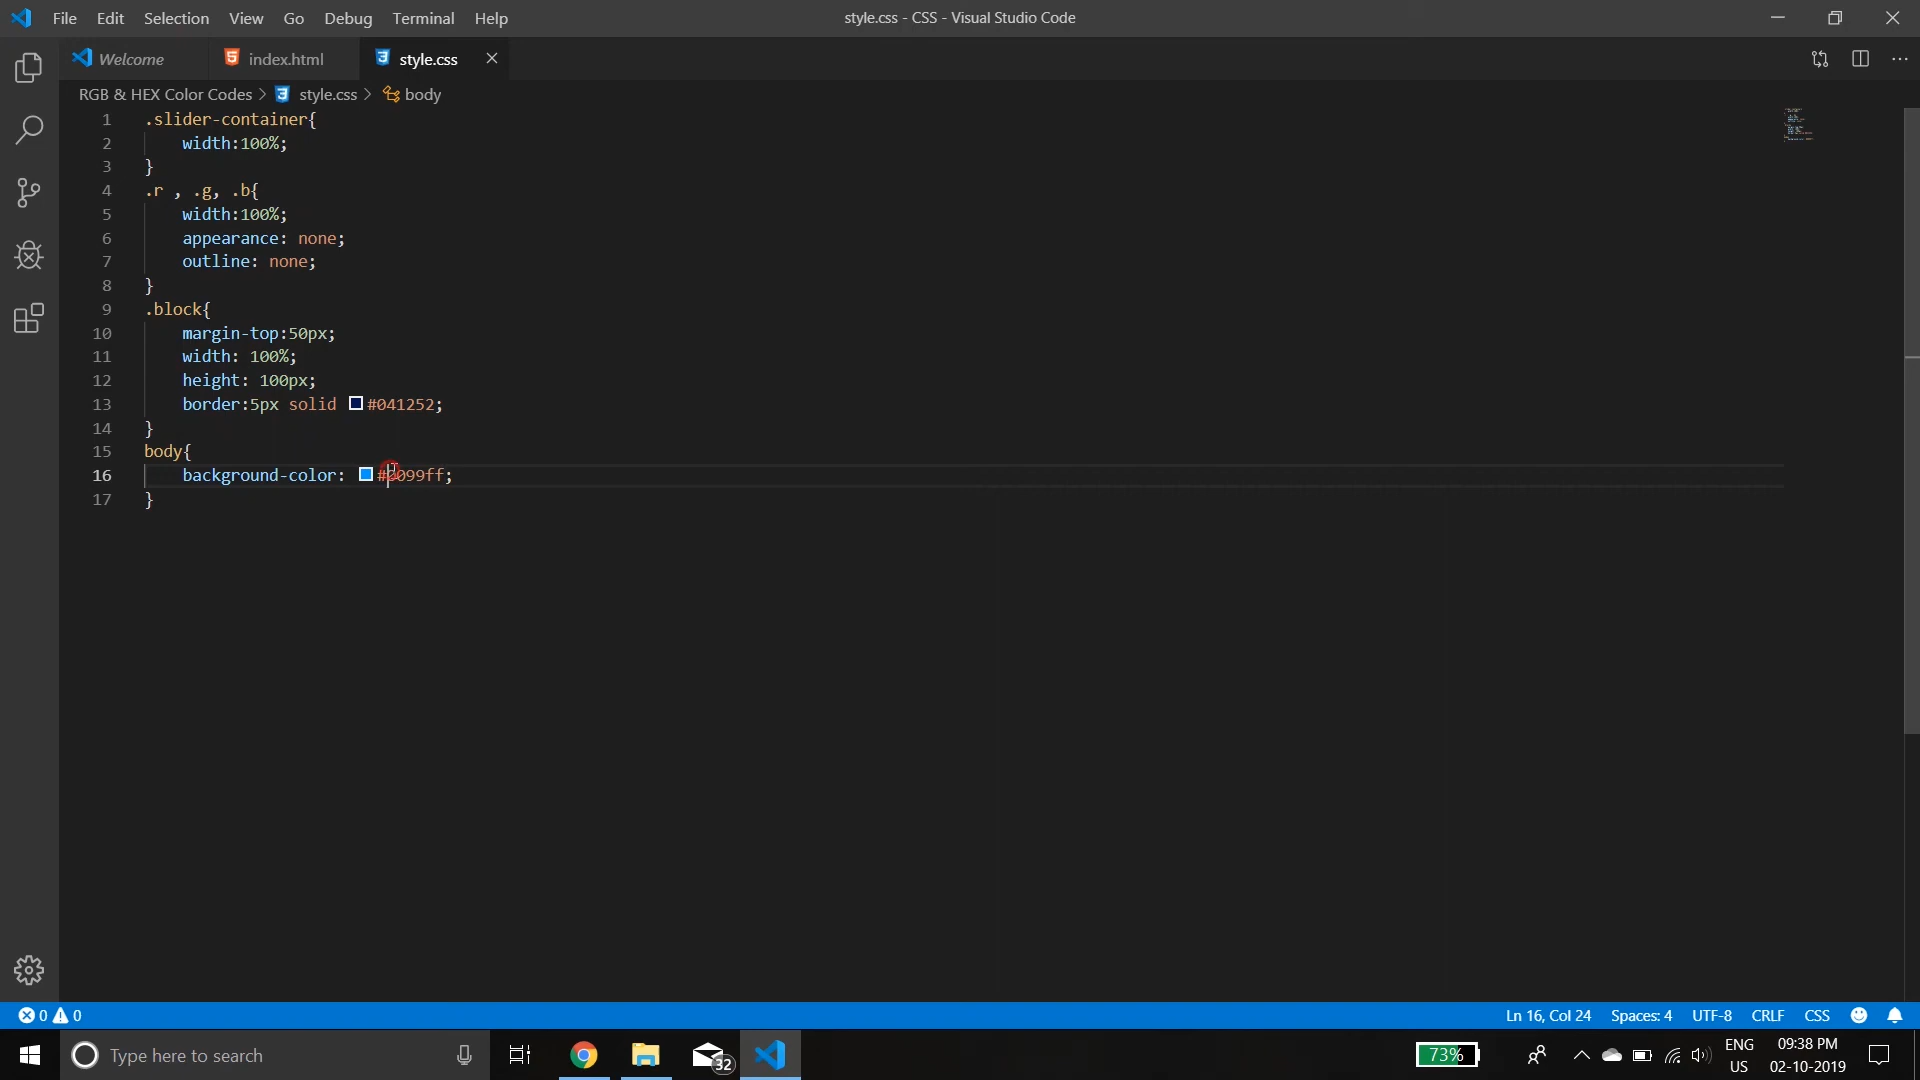 File Edit Selection View Go Debug Terminal Help
style.css - CSS - Visual Studio Code
Welcome index.html style.css
RGB & HEX Color Codes > style.css > body
1 .slider-container{
2 width:100%;
3 }
4 .r , .g, .b{
5 width:100%;
6 appearance: none;
7 outline: none;
8 }
9 .block{
10 margin-top:50px;
11 width: 100%;
12 height: 100px;
13 border:5px solid #041252;
14 }
15 body{
16 background-color: #0099ff;
17 }
0 0 Ln 16, Col 24 Spaces: 4 UTF-8 CRLF CSS
Type here to search
32
73%
ENG
US
09:38 PM
02-10-2019